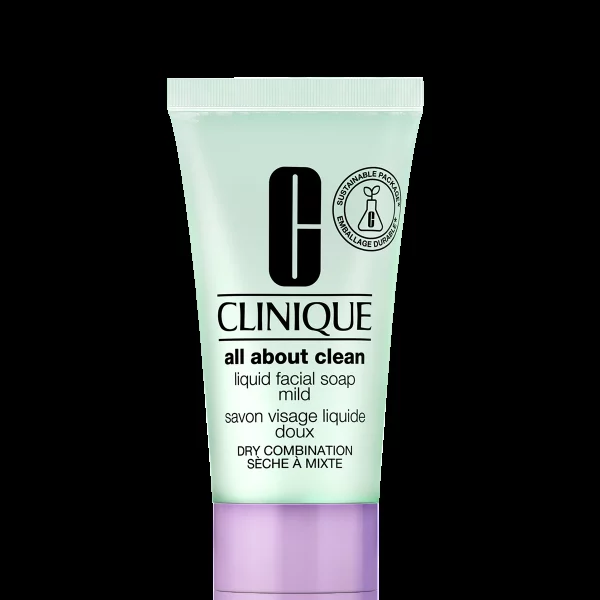 C
SUSTAINABLE PACKAGE*
C
EMBALLAGE DURABLE*
CLINIQUE
all about clean
liquid facial soap
mild
savon visage liquide
doux
DRY COMBINATION
SÈCHE À MIXTE